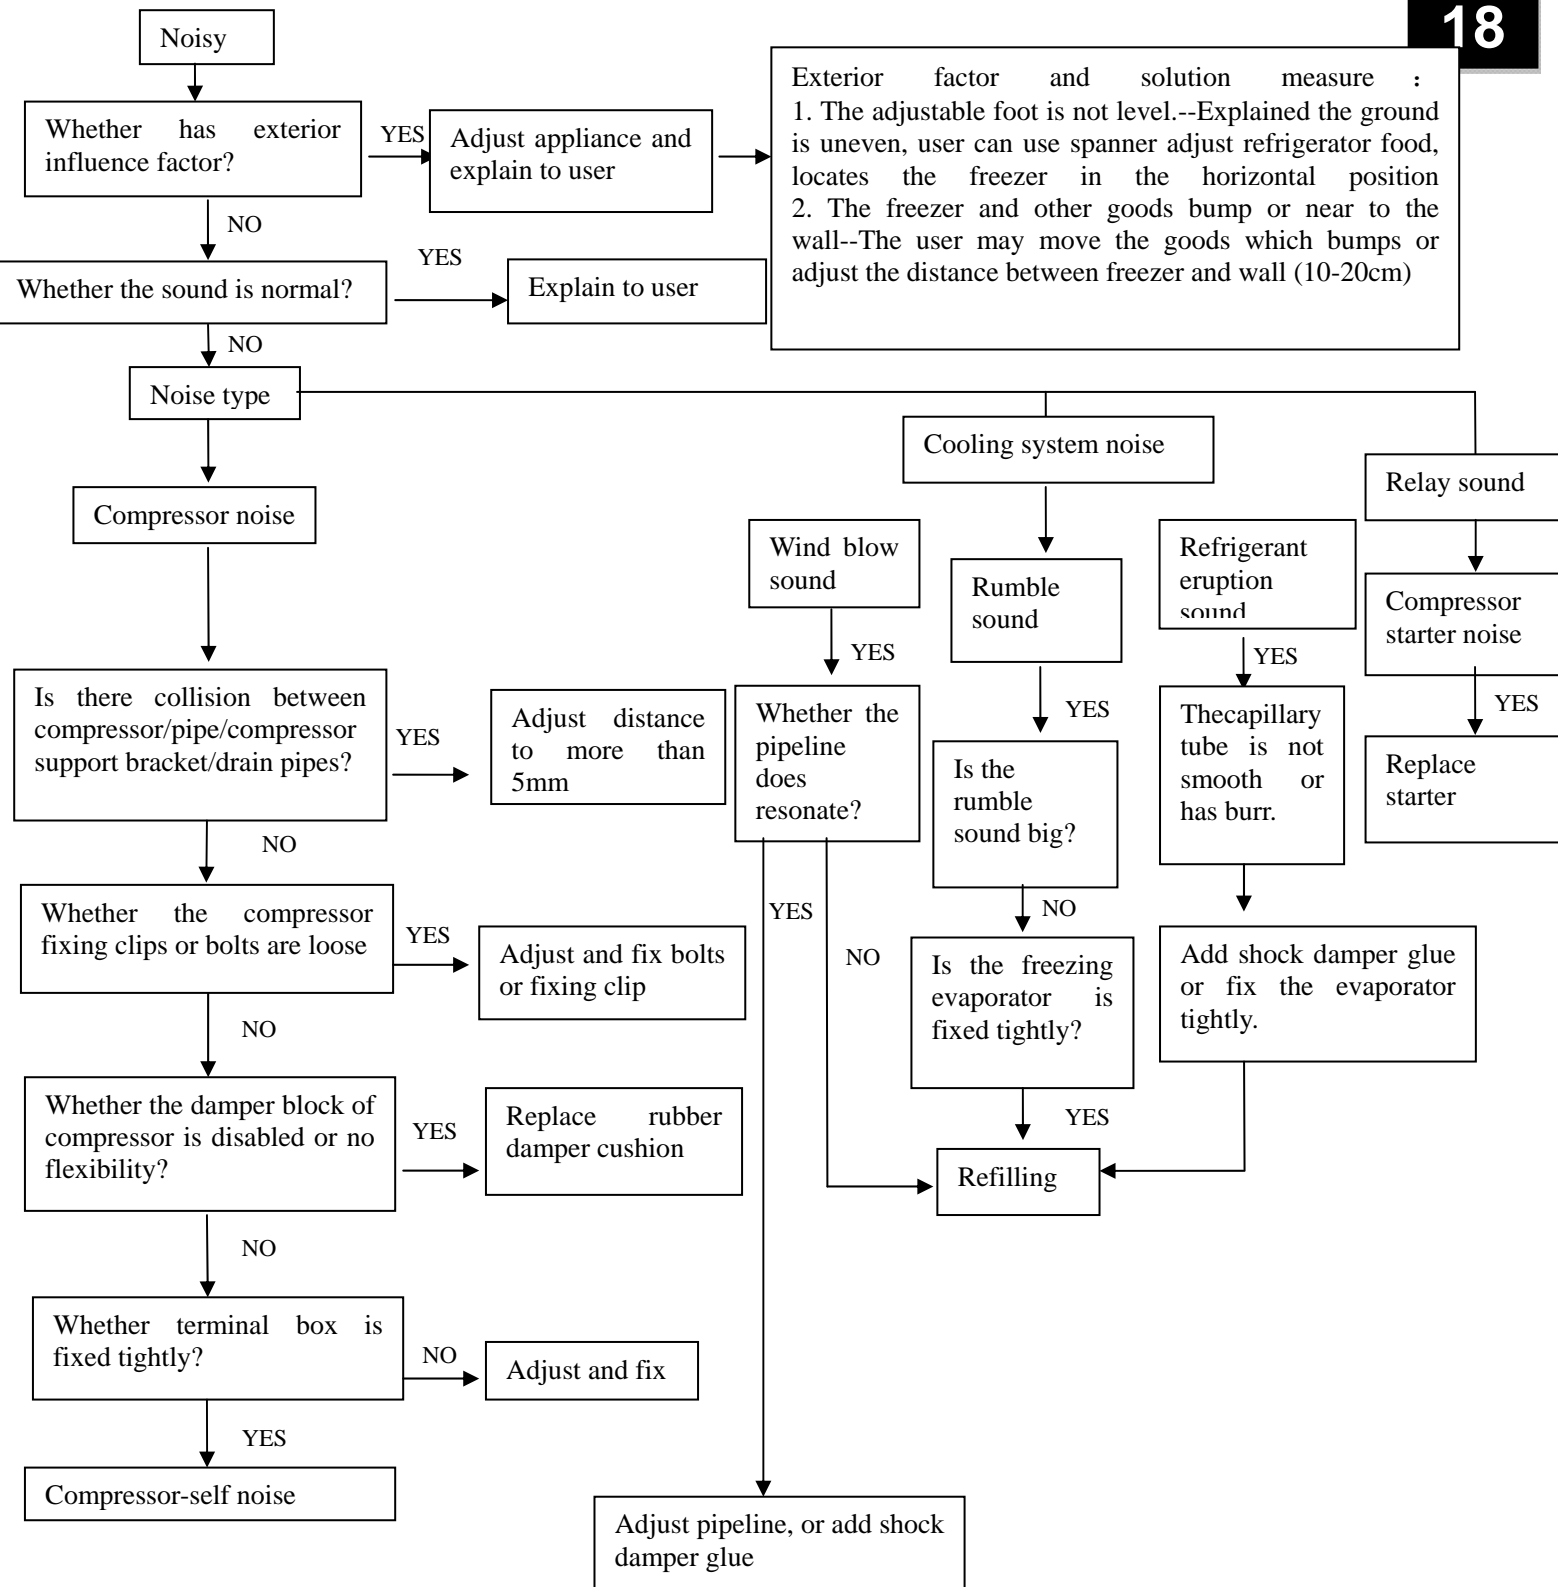 18
Noisy
Exterior factor and solution measure :
1. The adjustable foot is not level.--Explained the ground
is uneven, user can use spanner adjust refrigerator food,
locates the freezer in the horizontal position
2. The freezer and other goods bump or near to the
wall--The user may move the goods which bumps or
adjust the distance between freezer and wall (10-20cm)
Whether has exterior
influence factor?
YES
Adjust appliance and
explain to user
NO
Whether the sound is normal?
YES
Explain to user
NO
Noise type
Cooling system noise
Relay sound
Compressor noise
Wind blow
sound
Rumble
sound
Refrigerant
eruption
sound
Compressor
starter noise
YES
YES
YES
YES
Is there collision between
compressor/pipe/compressor
support bracket/drain pipes?
YES
Adjust distance
to more than
5mm
Whether the
pipeline
does
resonate?
Is the
rumble
sound big?
Thecapillary
tube is not
smooth or
has burr.
Replace
starter
NO
Whether the compressor
fixing clips or bolts are loose
YES
Adjust and fix bolts
or fixing clip
YES
NO
NO
Is the freezing
evaporator is
fixed tightly?
Add shock damper glue
or fix the evaporator
tightly.
NO
Whether the damper block of
compressor is disabled or no
flexibility?
YES
Replace rubber
damper cushion
YES
Refilling
NO
Whether terminal box is
fixed tightly?
NO
Adjust and fix
YES
Compressor-self noise
Adjust pipeline, or add shock
damper glue